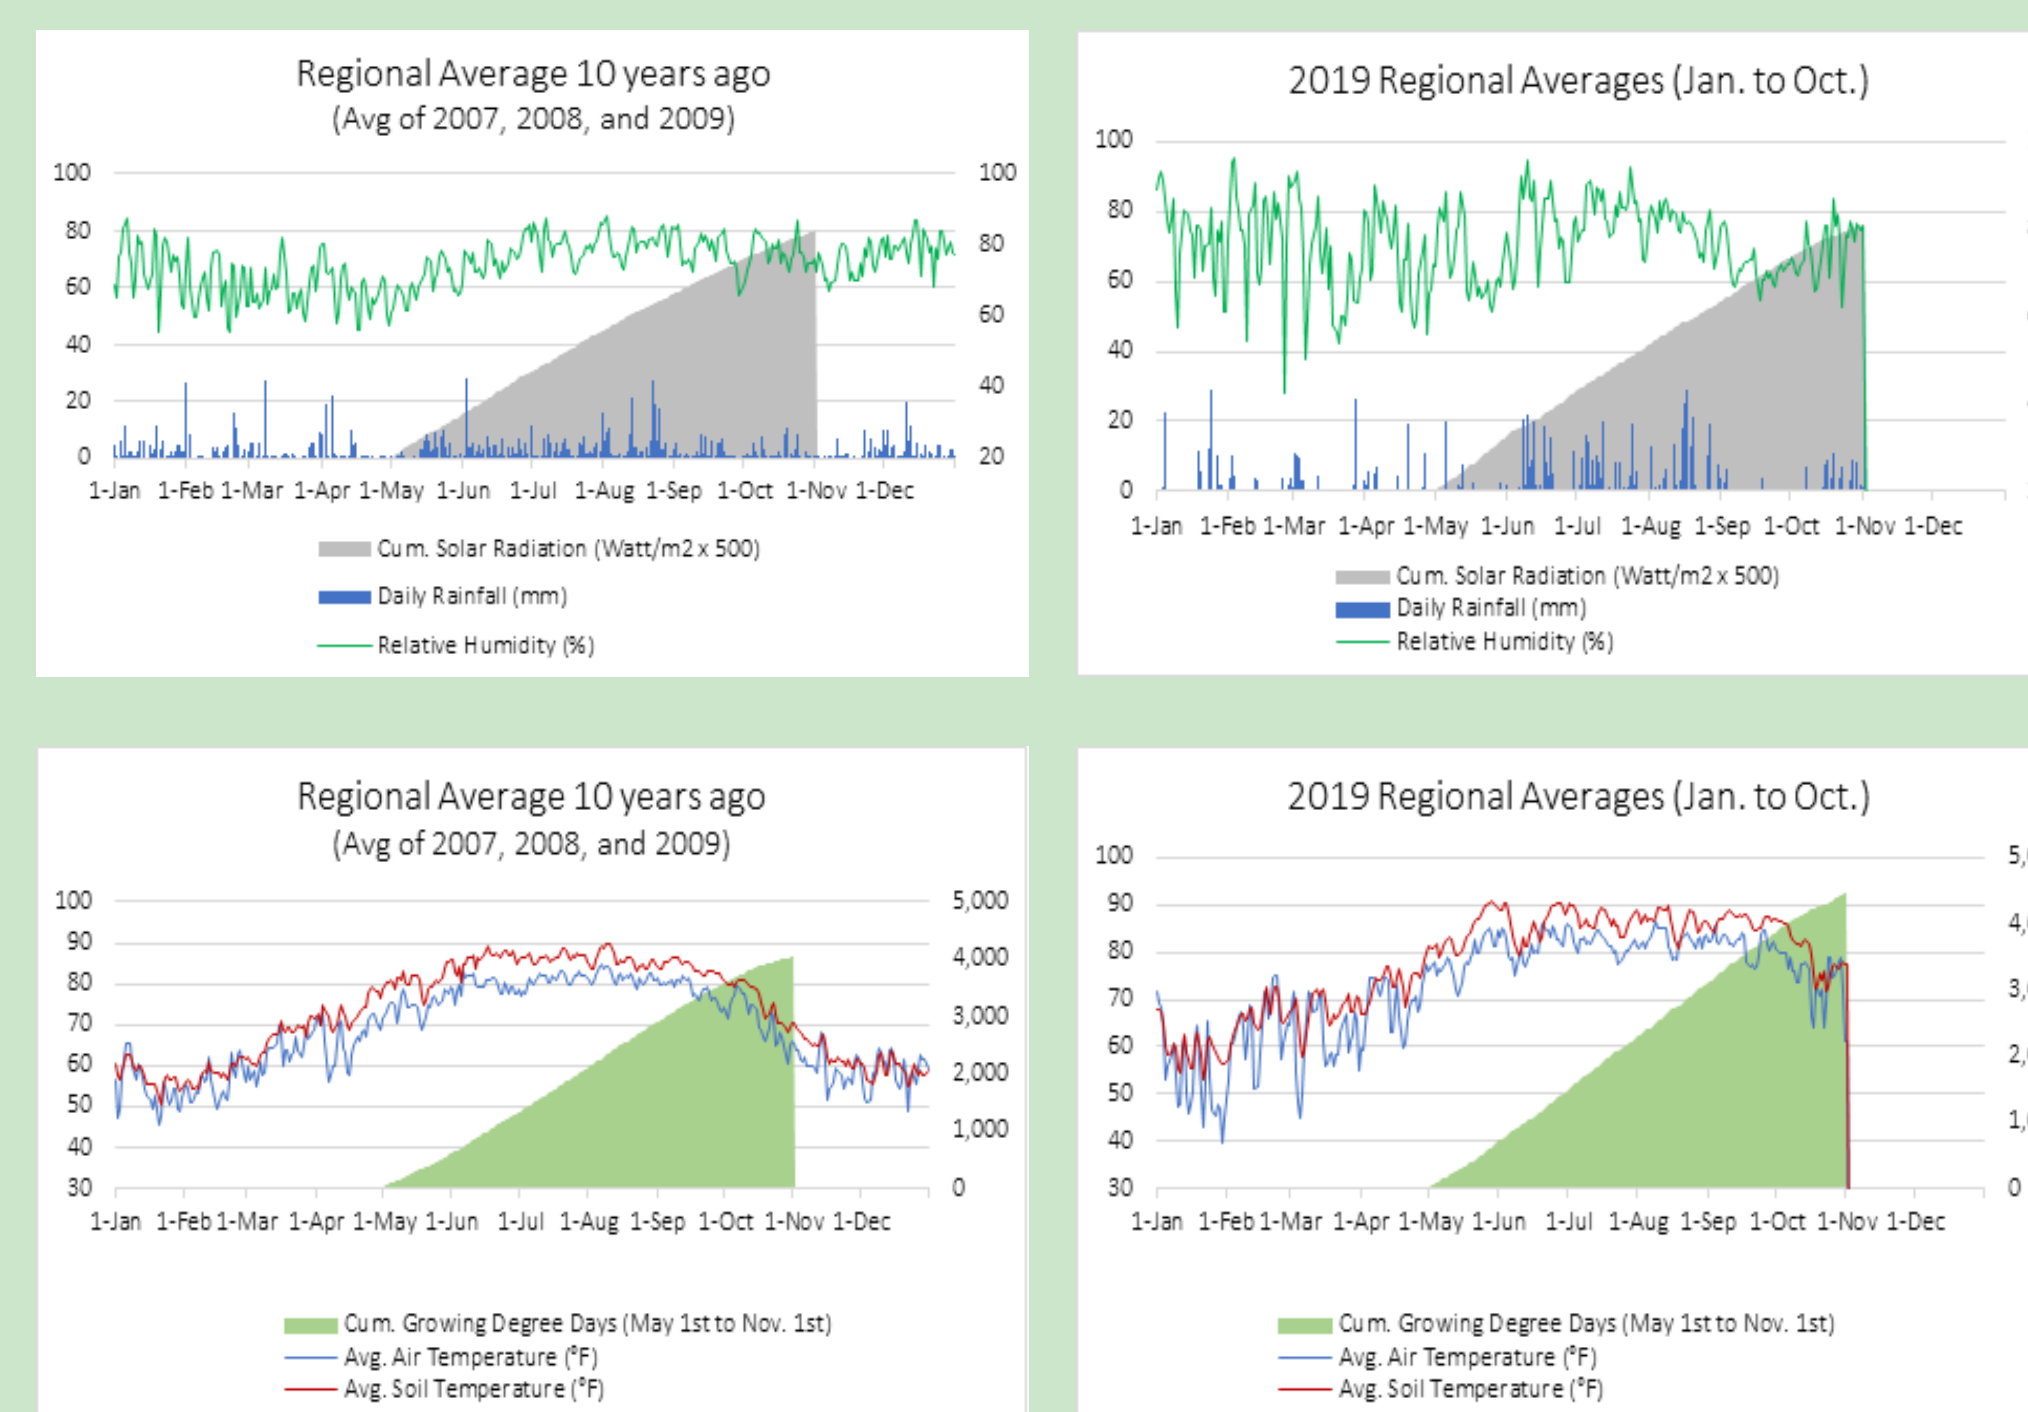 Regional Average 10 years ago
(Avg of 2007, 2008, and 2009)
100
80
60
40
20
0
100
80
60
40
20
1-Jan 1-Feb 1-Mar 1-Apr 1-May 1-Jun 1-Jul 1-Aug 1-Sep 1-Oct 1-Nov 1-Dec
Cum. Solar Radiation (Watt/m2 x 500)
Daily Rainfall (mm)
Relative Humidity (%)
2019 Regional Averages (Jan. to Oct.)
100
80
60
40
20
0
1-Jan 1-Feb 1-Mar 1-Apr 1-May 1-Jun 1-Jul 1-Aug 1-Sep 1-Oct 1-Nov 1-Dec
Cum. Solar Radiation (Watt/m2 x 500)
Daily Rainfall (mm)
Relative Humidity (%)
Regional Average 10 years ago
(Avg of 2007, 2008, and 2009)
100
90
80
70
60
50
40
30
5,000
4,000
3,000
2,000
1,000
0
1-Jan 1-Feb 1-Mar 1-Apr 1-May 1-Jun 1-Jul 1-Aug 1-Sep 1-Oct 1-Nov 1-Dec
Cum. Growing Degree Days (May 1st to Nov. 1st)
Avg. Air Temperature (°F)
Avg. Soil Temperature (°F)
2019 Regional Averages (Jan. to Oct.)
100
90
80
70
60
50
40
30
0
1-Jan 1-Feb 1-Mar 1-Apr 1-May 1-Jun 1-Jul 1-Aug 1-Sep 1-Oct 1-Nov 1-Dec
Cum. Growing Degree Days (May 1st to Nov. 1st)
Avg. Air Temperature (°F)
Avg. Soil Temperature (°F)